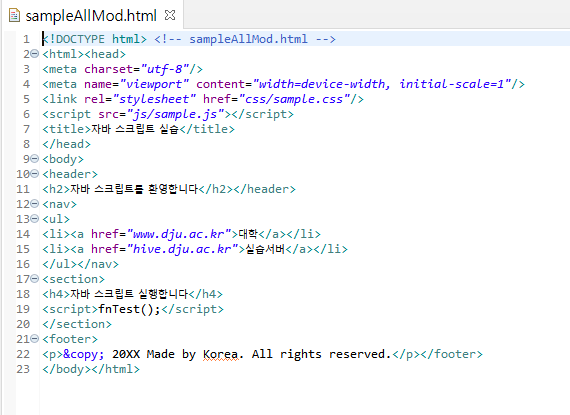 sampleAllMod.html
1 <!DOCTYPE html> <!-- sampleAllMod.html -->
2 <html><head>
3 <meta charset="utf-8"/>
4 <meta name="viewport" content="width=device-width, initial-scale=1"/>
5 <link rel="stylesheet" href="css/sample.css"/>
6 <script src="js/sample.js"></script>
7 <title>자바 스크립트 실습</title>
8 </head>
9 <body>
10 <header>
11 <h2>자바 스크립트를 환영합니다</h2></header>
12 <nav>
13 <ul>
14 <li><a href="www.dju.ac.kr">대학</a></li>
15 <li><a href="hive.dju.ac.kr">실습서버</a></li>
16 </ul></nav>
17 <section>
18 <h4>자바 스크립트 실행합니다</h4>
19 <script>fnTest();</script>
20 </section>
21 <footer>
22 <p>&copy; 20XX Made by Korea. All rights reserved.</p></footer>
23 </body></html>